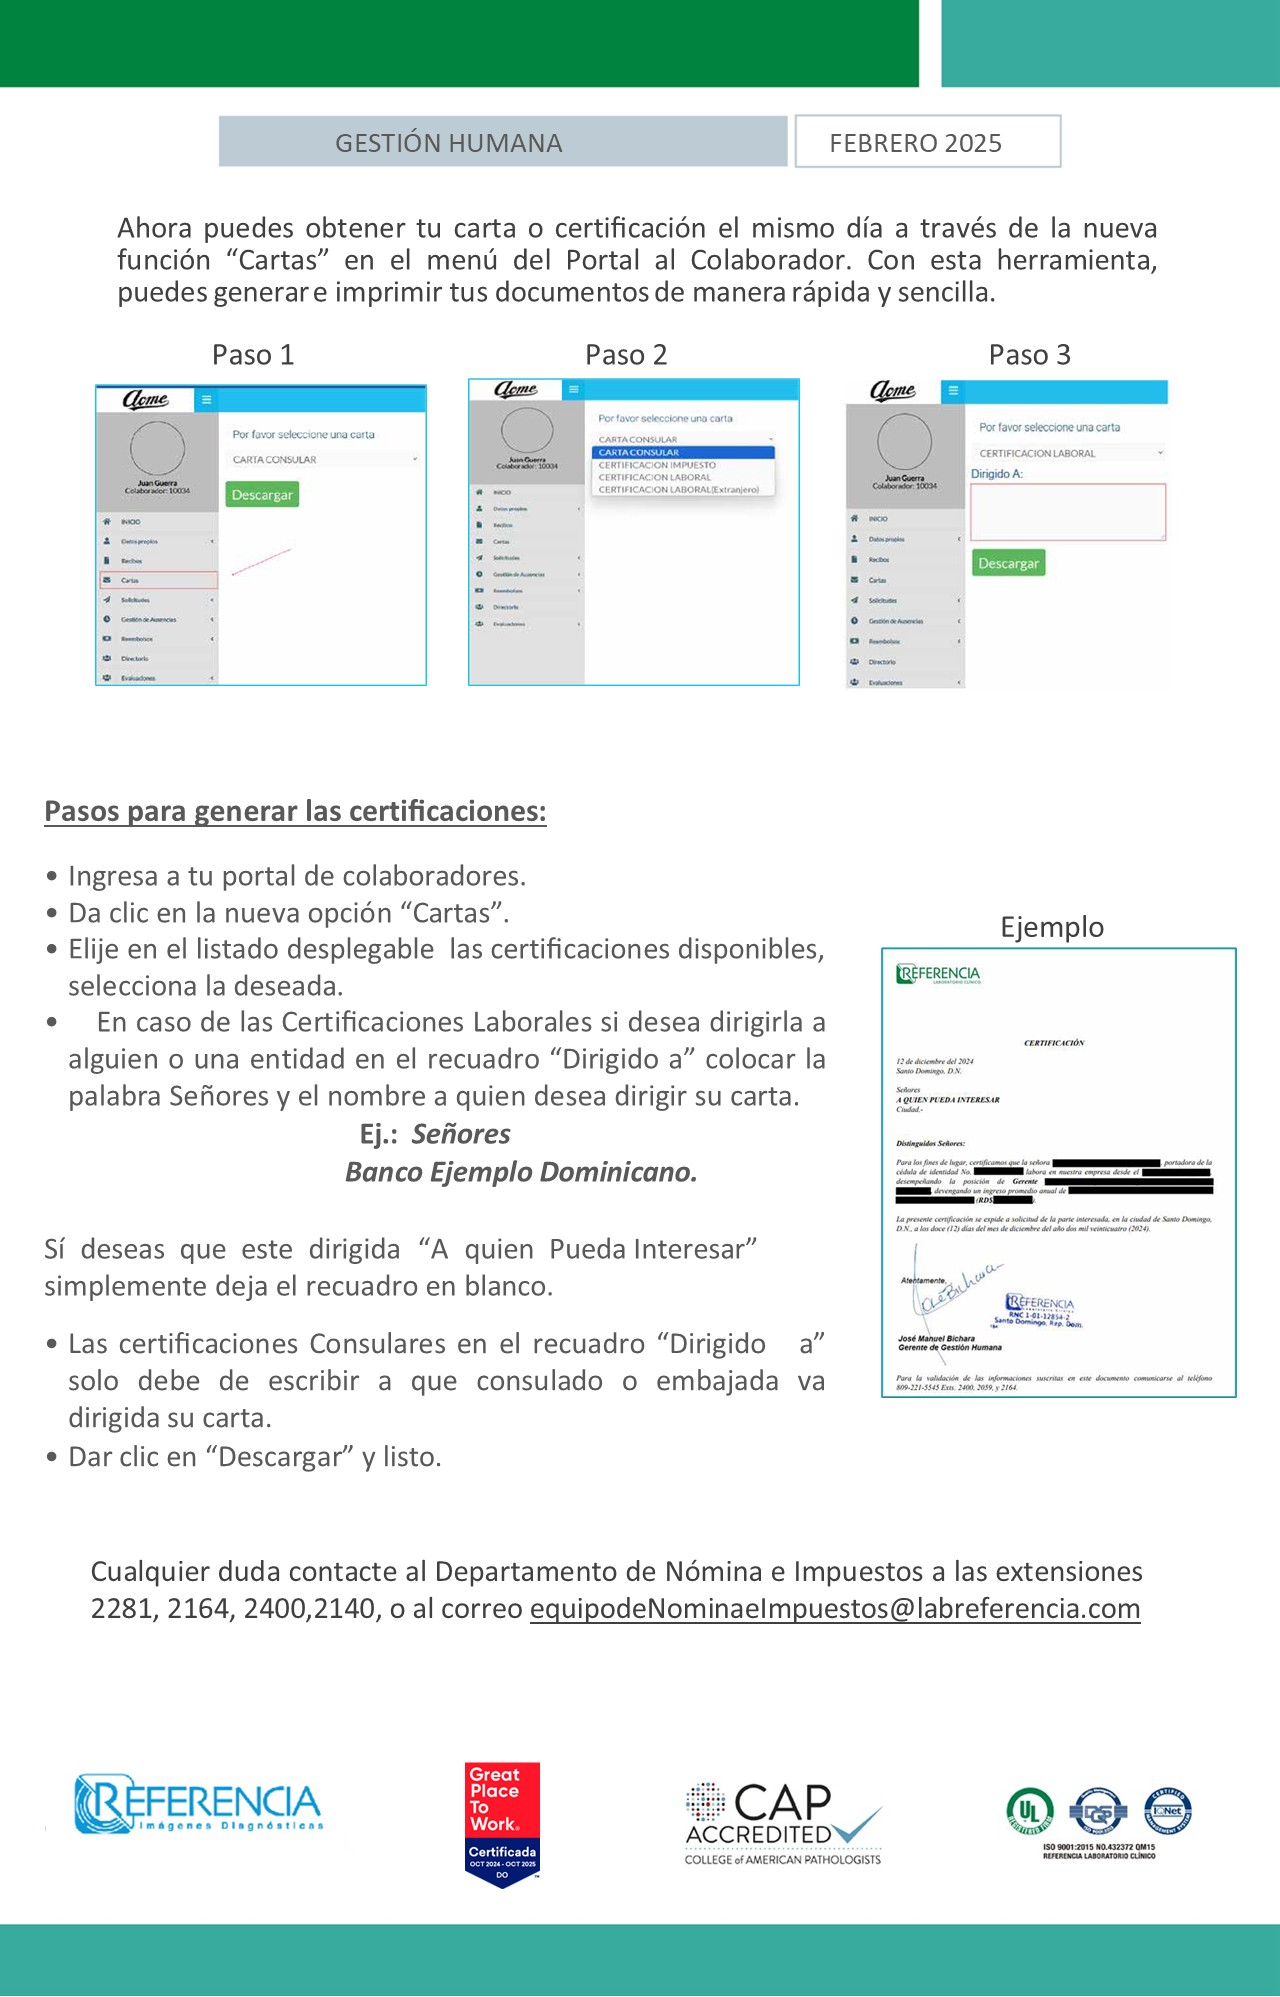 GESTIÓN HUMANA
FEBRERO 2025
Ahora puedes obtener tu carta o certificación el mismo día a través de la nueva
función “Cartas” en el menú del Portal al Colaborador. Con esta herramienta,
puedes generar e imprimir tus documentos de manera rápida y sencilla.
Paso 1
Acme
Juan Guerra
Colaborador: 10034
INICIO
Datos propios
Recibos
Cartas
Solicitudes
Gestión de Ausencias
Reembolsos
Directorio
Evaluaciones
Por favor seleccione una carta
CARTA CONSULAR
Descargar
Paso 2
Acme
Juan Guerra
Colaborador: 10034
INICIO
Datos propios
Recibos
Cartas
Solicitudes
Gestión de Ausencias
Reembolsos
Directorio
Evaluaciones
Por favor seleccione una carta
CARTA CONSULAR
CARTA CONSULAR
CERTIFICACION IMPUESTO
CERTIFICACION LABORAL
CERTIFICACION LABORAL(Extranjero)
Paso 3
Acme
Juan Guerra
Colaborador: 10034
INICIO
Datos propios
Recibos
Cartas
Solicitudes
Gestión de Ausencias
Reembolsos
Directorio
Evaluaciones
Por favor seleccione una carta
CERTIFICACION LABORAL
Dirigido A:
Descargar
Pasos para generar las certificaciones:
• Ingresa a tu portal de colaboradores.
• Da clic en la nueva opción “Cartas”.
• Elije en el listado desplegable las certificaciones disponibles,
selecciona la deseada.
• En caso de las Certificaciones Laborales si desea dirigirla a
alguien o una entidad en el recuadro “Dirigido a” colocar la
palabra Señores y el nombre a quien desea dirigir su carta.
Ej.: Señores
Banco Ejemplo Dominicano.
Sí deseas que este dirigida “A quien Pueda Interesar”
simplemente deja el recuadro en blanco.
• Las certificaciones Consulares en el recuadro “Dirigido a”
solo debe de escribir a que consulado o embajada va
dirigida su carta.
• Dar clic en “Descargar” y listo.
Ejemplo
REFERENCIA
LABORATORIO CLÍNICO
CERTIFICACIÓN
12 de diciembre del 2024
Santo Domingo, D.N.
Señores
A QUIEN PUEDA INTERESAR
Ciudad.-
Distinguidos Señores:
Para los fines de lugar, certificamos que la señora , portadora de la
cédula de identidad No. labora en nuestra empresa desde el
desempeñando la posición de Gerente
, devengando un ingreso promedio anual de
(RD$ ).
La presente certificación se expide a solicitud de la parte interesada, en la ciudad de Santo Domingo,
D.N., a los doce (12) días del mes de diciembre del año dos mil veinticuatro (2024).
Atentamente,
José Bichara
REFERENCIA
RNC 1-01-12854-2
Santo Domingo, Rep. Dom.
José Manuel Bichara
Gerente de Gestión Humana
Para la validación de las informaciones suscritas en este documento comunicarse al teléfono
809-221-5545 Exts. 2400, 2059, y 2164.
Cualquier duda contacte al Departamento de Nómina e Impuestos a las extensiones
2281, 2164, 2400,2140, o al correo equipodeNominaeImpuestos@labreferencia.com
REFERENCIA
Imágenes Diagnósticas
Great
Place
To
Work.
Certificada
OCT 2024 - OCT 2025
DO
TM
CAP
ACCREDITED
COLLEGE of AMERICAN PATHOLOGISTS
UL
REGISTERED FIRM
DQS
CERTIFIED
IQNet
MANAGEMENT SYSTEM
ISO 9001:2015 NO.432372 QM15
REFERENCIA LABORATORIO CLÍNICO